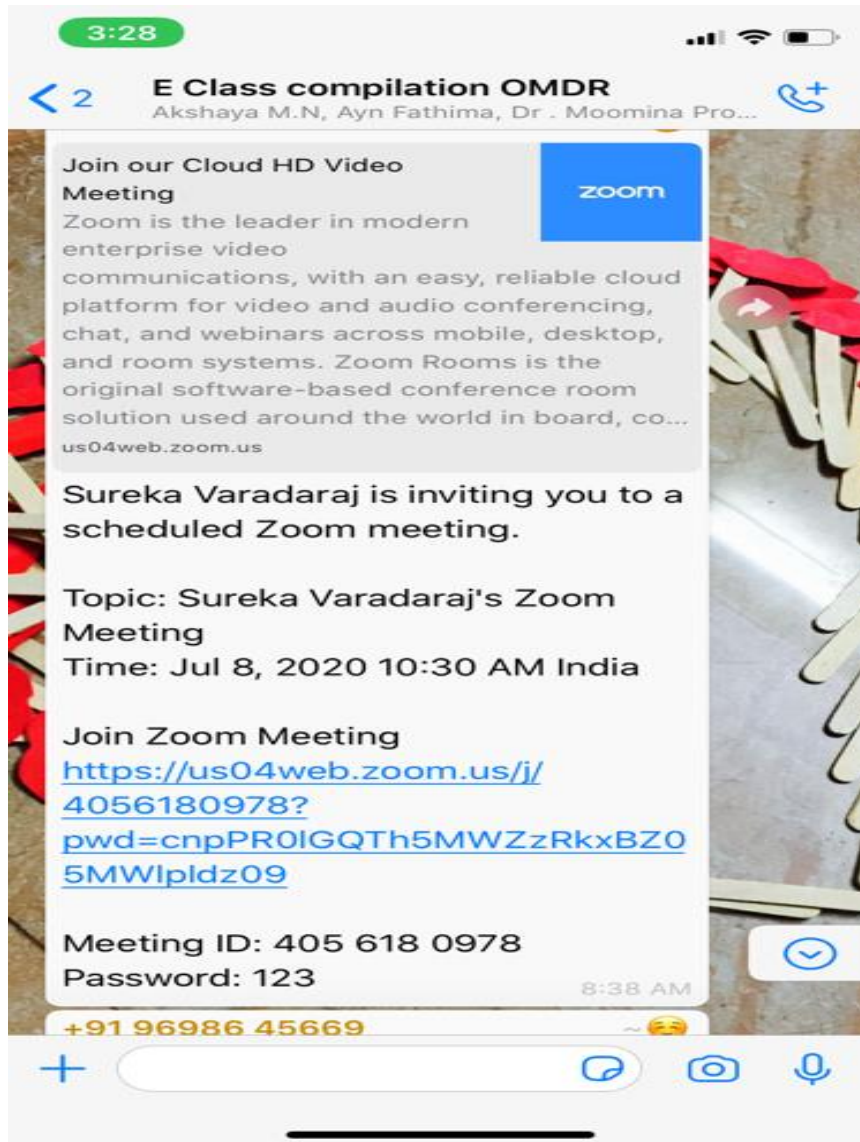 3:28
2
E Class compilation OMDR
Akshaya M.N, Ayn Fathima, Dr . Moomina Pro...
Join our Cloud HD Video
Meeting
zoom
Zoom is the leader in modern
enterprise video
communications, with an easy, reliable cloud
platform for video and audio conferencing,
chat, and webinars across mobile, desktop,
and room systems. Zoom Rooms is the
original software-based conference room
solution used around the world in board, co...
us04web.zoom.us
Sureka Varadaraj is inviting you to a
scheduled Zoom meeting.
Topic: Sureka Varadaraj's Zoom
Meeting
Time: Jul 8, 2020 10:30 AM India
Join Zoom Meeting
https://us04web.zoom.us/j/
4056180978?
pwd=cnpPR0lGQTh5MWZzRkxBZ0
5MWlpldz09
Meeting ID: 405 618 0978
Password: 123
8:38 AM
+91 96986 45669
~☺️